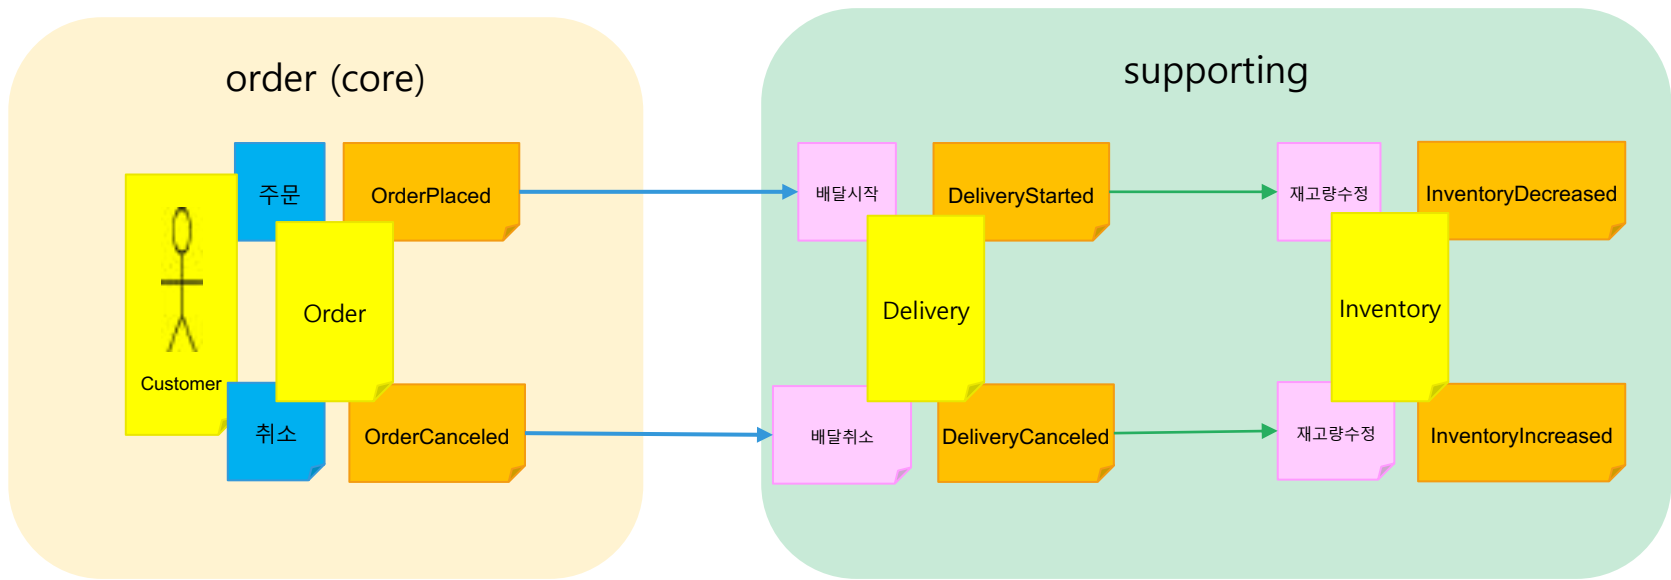 order (core)
supporting
주문
OrderPlaced
배달시작
DeliveryStarted
재고량수정
InventoryDecreased
Customer
Order
Delivery
Inventory
취소
OrderCanceled
배달취소
DeliveryCanceled
재고량수정
InventoryIncreased